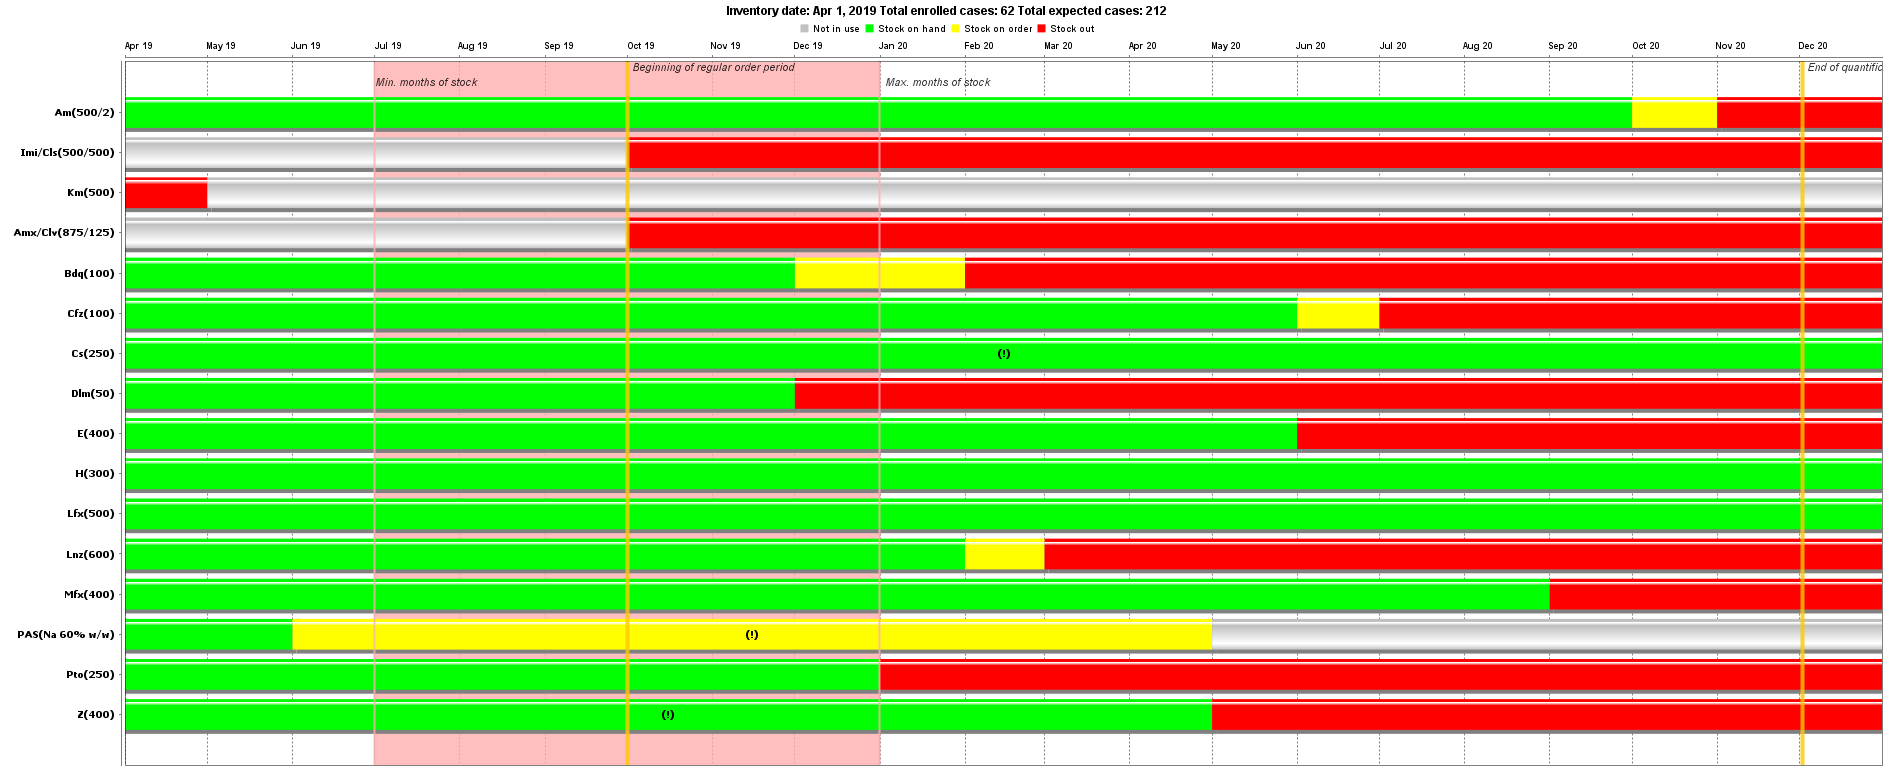 Inventory date: Apr 1, 2019 Total enrolled cases: 62 Total expected cases: 212
Not in use Stock on hand Stock on order Stock out
Apr 19 May 19 Jun 19 Jul 19 Aug 19 Sep 19 Oct 19 Nov 19 Dec 19 Jan 20 Feb 20 Mar 20 Apr 20 May 20 Jun 20 Jul 20 Aug 20 Sep 20 Oct 20 Nov 20 Dec 20
Beginning of regular order period End of quantific
Min. months of stock Max. months of stock
Am(500/2)
Imi/Cls(500/500)
Km(500)
Amx/Clv(875/125)
Bdq(100)
Cfz(100)
Cs(250) (!)
Dlm(50)
E(400)
H(300)
Lfx(500)
Lnz(600)
Mfx(400)
PAS(Na 60% w/w) (!)
Pto(250)
Z(400) (!)